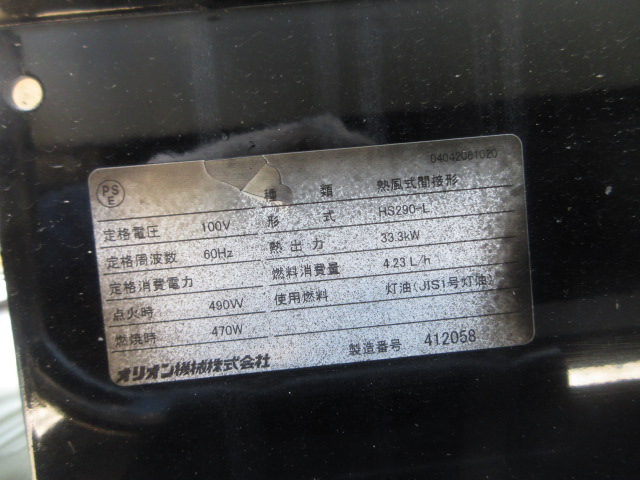 04042061020
PS
E
種類 熱風式間接形
定格電圧 100V 形式 HS290-L
定格周波数 60Hz 熱出力 33.3kW
定格消費電力 燃料消費量 4.23 L/h
点火時 490W 使用燃料 灯油(JIS1号灯油)
燃焼時 470W
オリオン機械株式会社 製造番号 412058